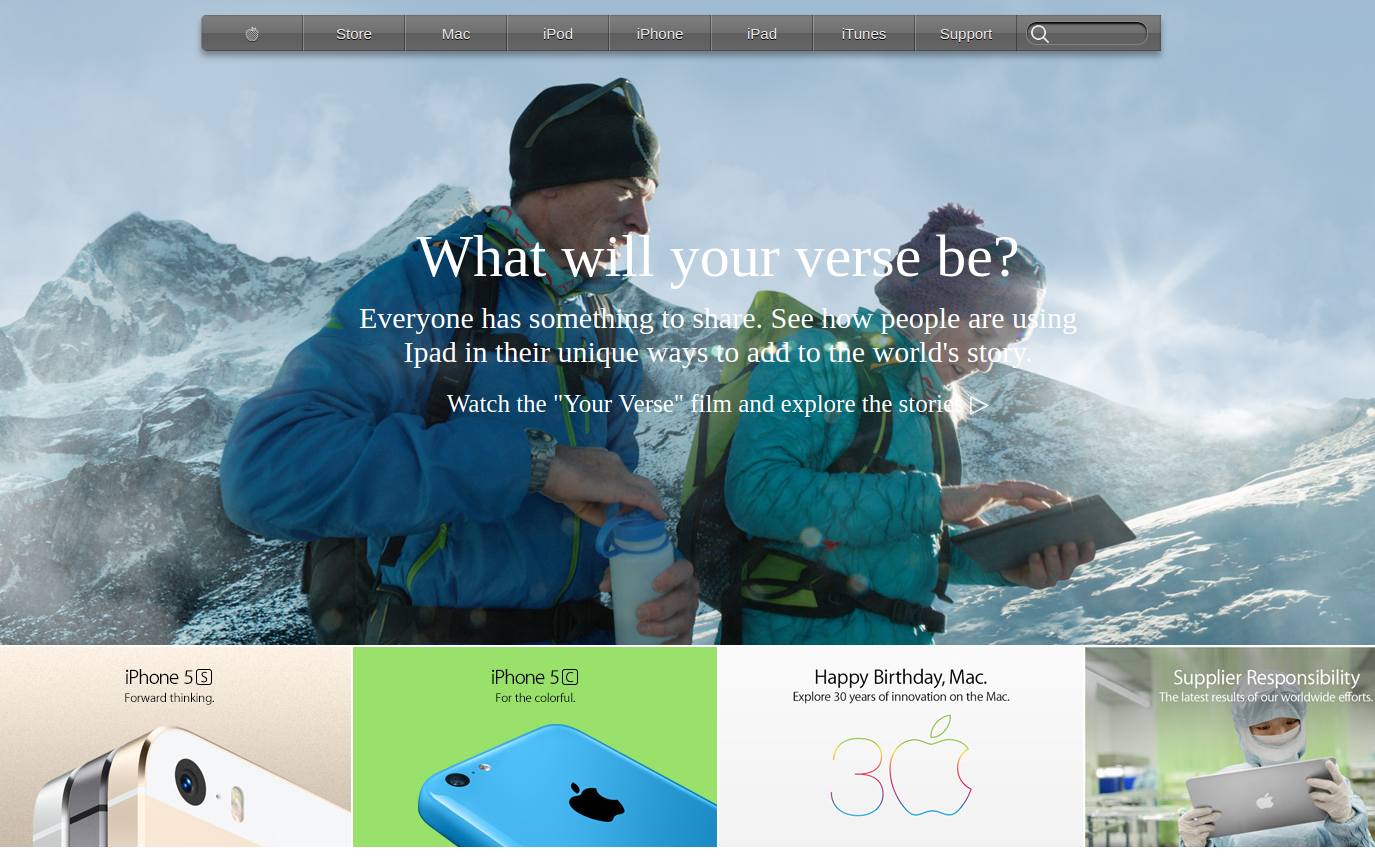 Store Mac iPod iPhone iPad iTunes Support
What will your verse be?
Everyone has something to share. See how people are using
Ipad in their unique ways to add to the world's story.
Watch the "Your Verse" film and explore the stories ▷
iPhone 5S
Forward thinking.
iPhone 5C
For the colorful.
Happy Birthday, Mac.
Explore 30 years of innovation on the Mac.
30
Supplier Responsibility
The latest results of our worldwide efforts.